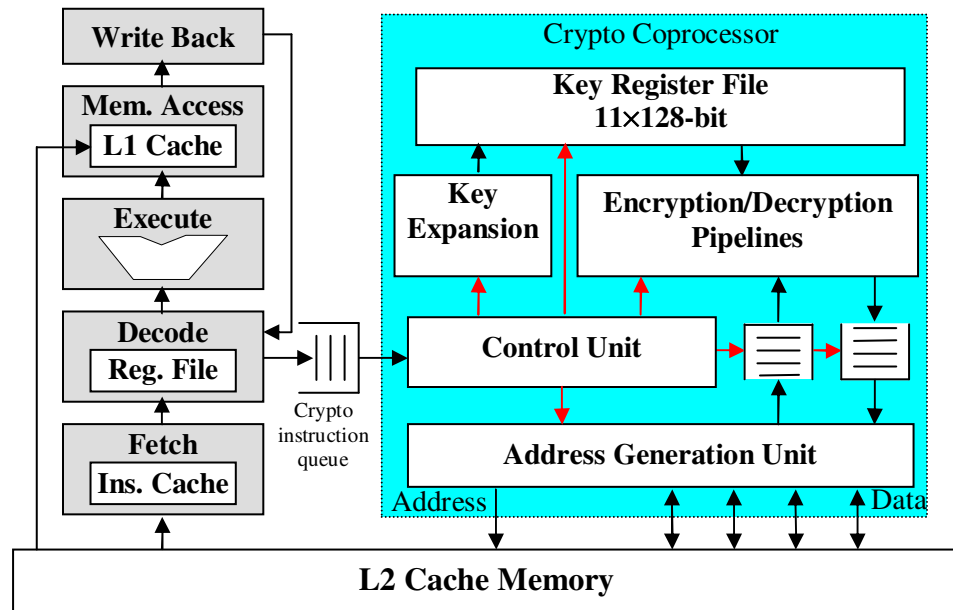 Write Back
Mem. Access
L1 Cache
Execute
Decode
Reg. File
Fetch
Ins. Cache
Crypto
instruction
queue
Crypto Coprocessor
Key Register File
11×128-bit
Key
Expansion
Encryption/Decryption
Pipelines
Control Unit
Address Generation Unit
Address
Data
L2 Cache Memory